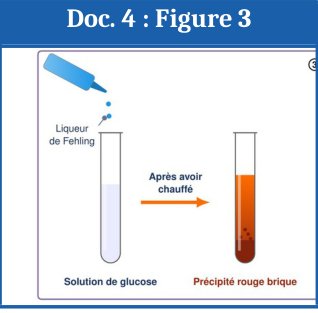 Doc. 4 : Figure 3
Liqueur
de Fehling
Après avoir
chauffé
Solution de glucose
Précipité rouge brique